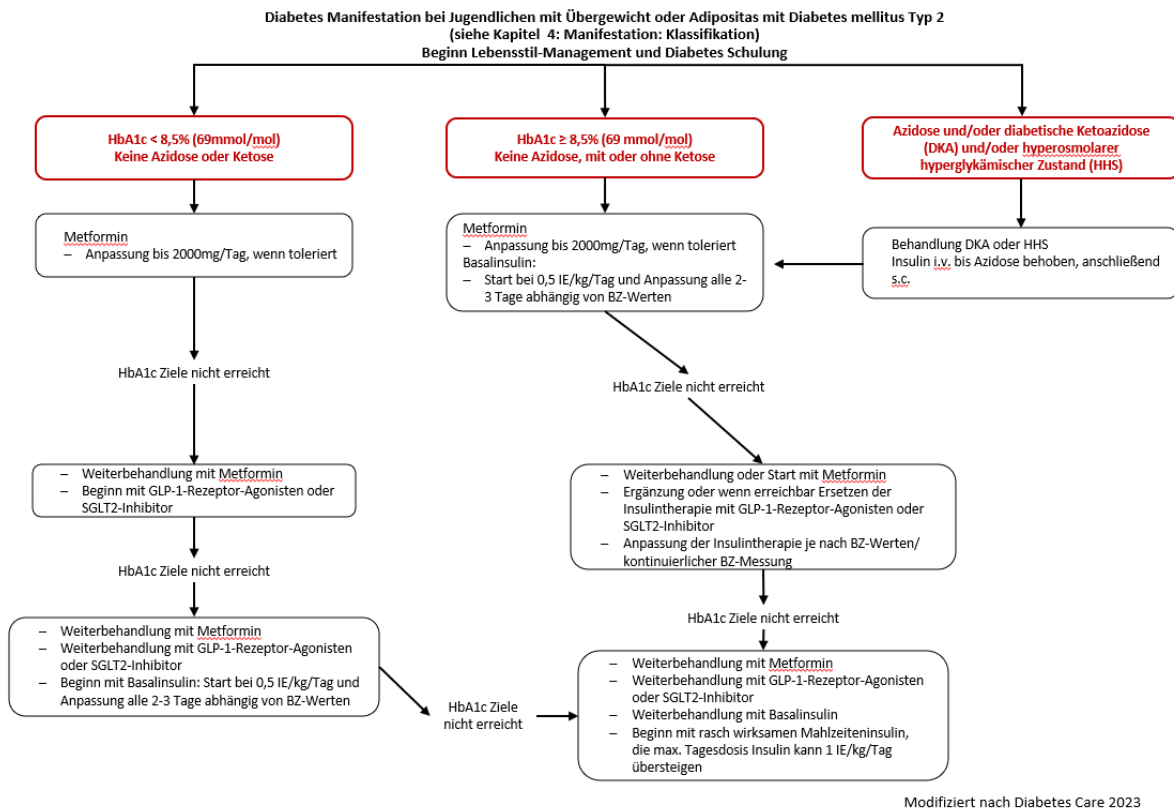 Diabetes Manifestation bei Jugendlichen mit Übergewicht oder Adipositas mit Diabetes mellitus Typ 2
(siehe Kapitel 4: Manifestation: Klassifikation)
Beginn Lebensstil-Management und Diabetes Schulung
HbA1c < 8,5% (69mmol/mol)
Keine Azidose oder Ketose
HbA1c ≥ 8,5% (69 mmol/mol)
Keine Azidose, mit oder ohne Ketose
Azidose und/oder diabetische Ketoazidose
(DKA) und/oder hyperosmolarer
hyperglykämischer Zustand (HHS)
Metformin
– Anpassung bis 2000mg/Tag, wenn toleriert
Metformin
– Anpassung bis 2000mg/Tag, wenn toleriert
Basalinsulin:
– Start bei 0,5 IE/kg/Tag und Anpassung alle 2-
3 Tage abhängig von BZ-Werten
Behandlung DKA oder HHS
Insulin i.v. bis Azidose behoben, anschließend
s.c.
HbA1c Ziele nicht erreicht
HbA1c Ziele nicht erreicht
– Weiterbehandlung mit Metformin
– Beginn mit GLP-1-Rezeptor-Agonisten oder
SGLT2-Inhibitor
– Weiterbehandlung oder Start mit Metformin
– Ergänzung oder wenn erreichbar Ersetzen der
Insulintherapie mit GLP-1-Rezeptor-Agonisten oder
SGLT2-Inhibitor
– Anpassung der Insulintherapie je nach BZ-Werten/
kontinuierlicher BZ-Messung
HbA1c Ziele nicht erreicht
HbA1c Ziele nicht erreicht
– Weiterbehandlung mit Metformin
– Weiterbehandlung mit GLP-1-Rezeptor-Agonisten
oder SGLT2-Inhibitor
– Beginn mit Basalinsulin: Start bei 0,5 IE/kg/Tag und
Anpassung alle 2-3 Tage abhängig von BZ-Werten
HbA1c Ziele
nicht erreicht
– Weiterbehandlung mit Metformin
– Weiterbehandlung mit GLP-1-Rezeptor-Agonisten
oder SGLT2-Inhibitor
– Weiterbehandlung mit Basalinsulin
– Beginn mit rasch wirksamen Mahlzeiteninsulin,
die max. Tagesdosis Insulin kann 1 IE/kg/Tag
übersteigen
Modifiziert nach Diabetes Care 2023